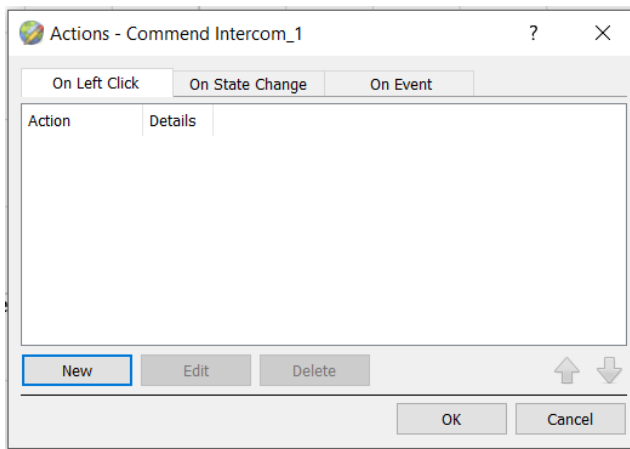 Actions - Commend Intercom_1 ?
On Left Click On State Change On Event
Action Details
New Edit Delete
OK Cancel